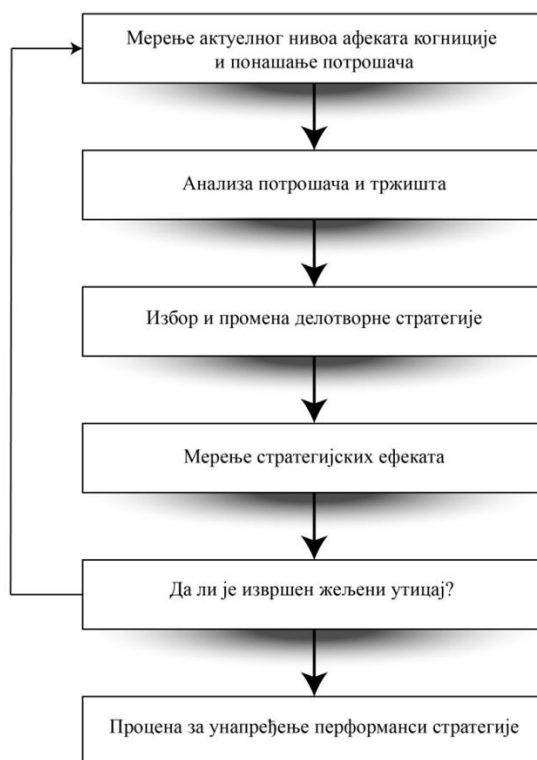 Мерење актуелног нивоа афеката когниције
и понашање потрошача
Анализа потрошача и тржишта
Избор и промена делотворне стратегије
Мерење стратегијских ефеката
Да ли је извршен жељени утицај?
Процена за унапређење перформанси стратегије